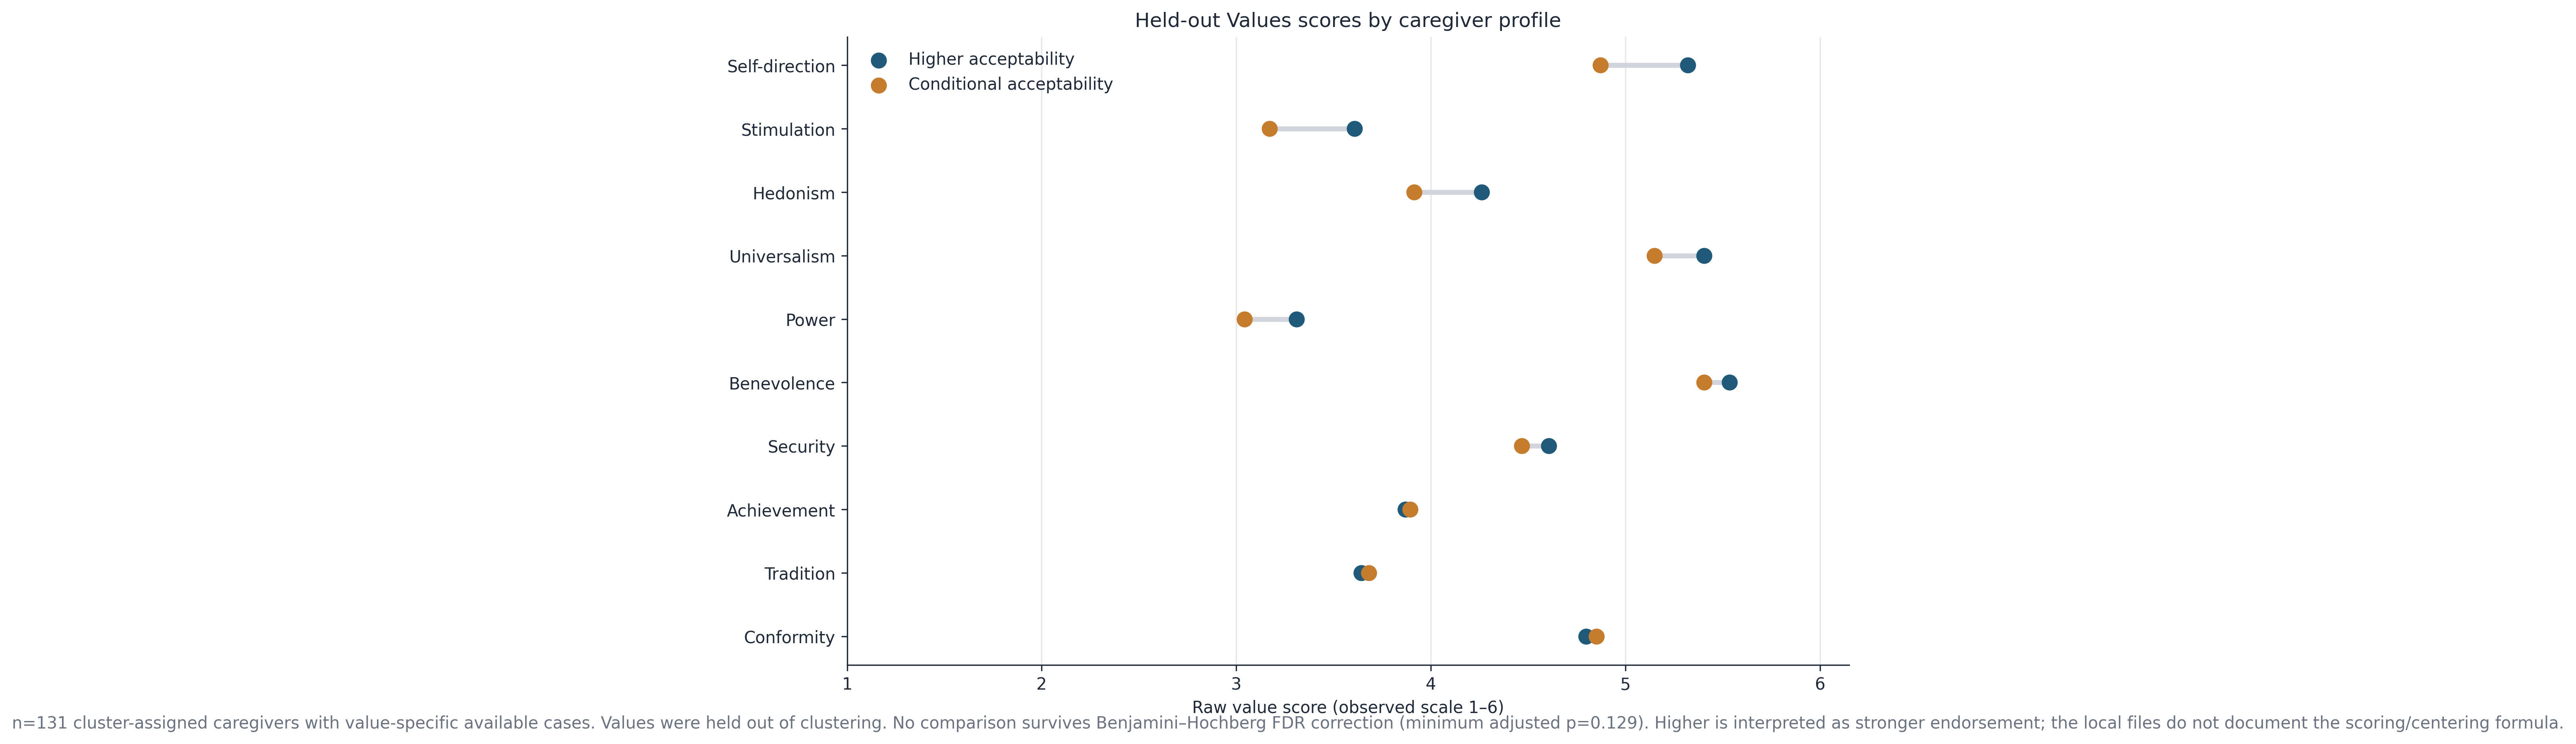 Held-out Values scores by caregiver profile
Higher acceptability
Conditional acceptability
Self-direction
Stimulation
Hedonism
Universalism
Power
Benevolence
Security
Achievement
Tradition
Conformity
1 2 3 4 5 6
Raw value score (observed scale 1–6)
n=131 cluster-assigned caregivers with value-specific available cases. Values were held out of clustering. No comparison survives Benjamini–Hochberg FDR correction (minimum adjusted p=0.129). Higher is interpreted as stronger endorsement; the local files do not document the scoring/centering formula.